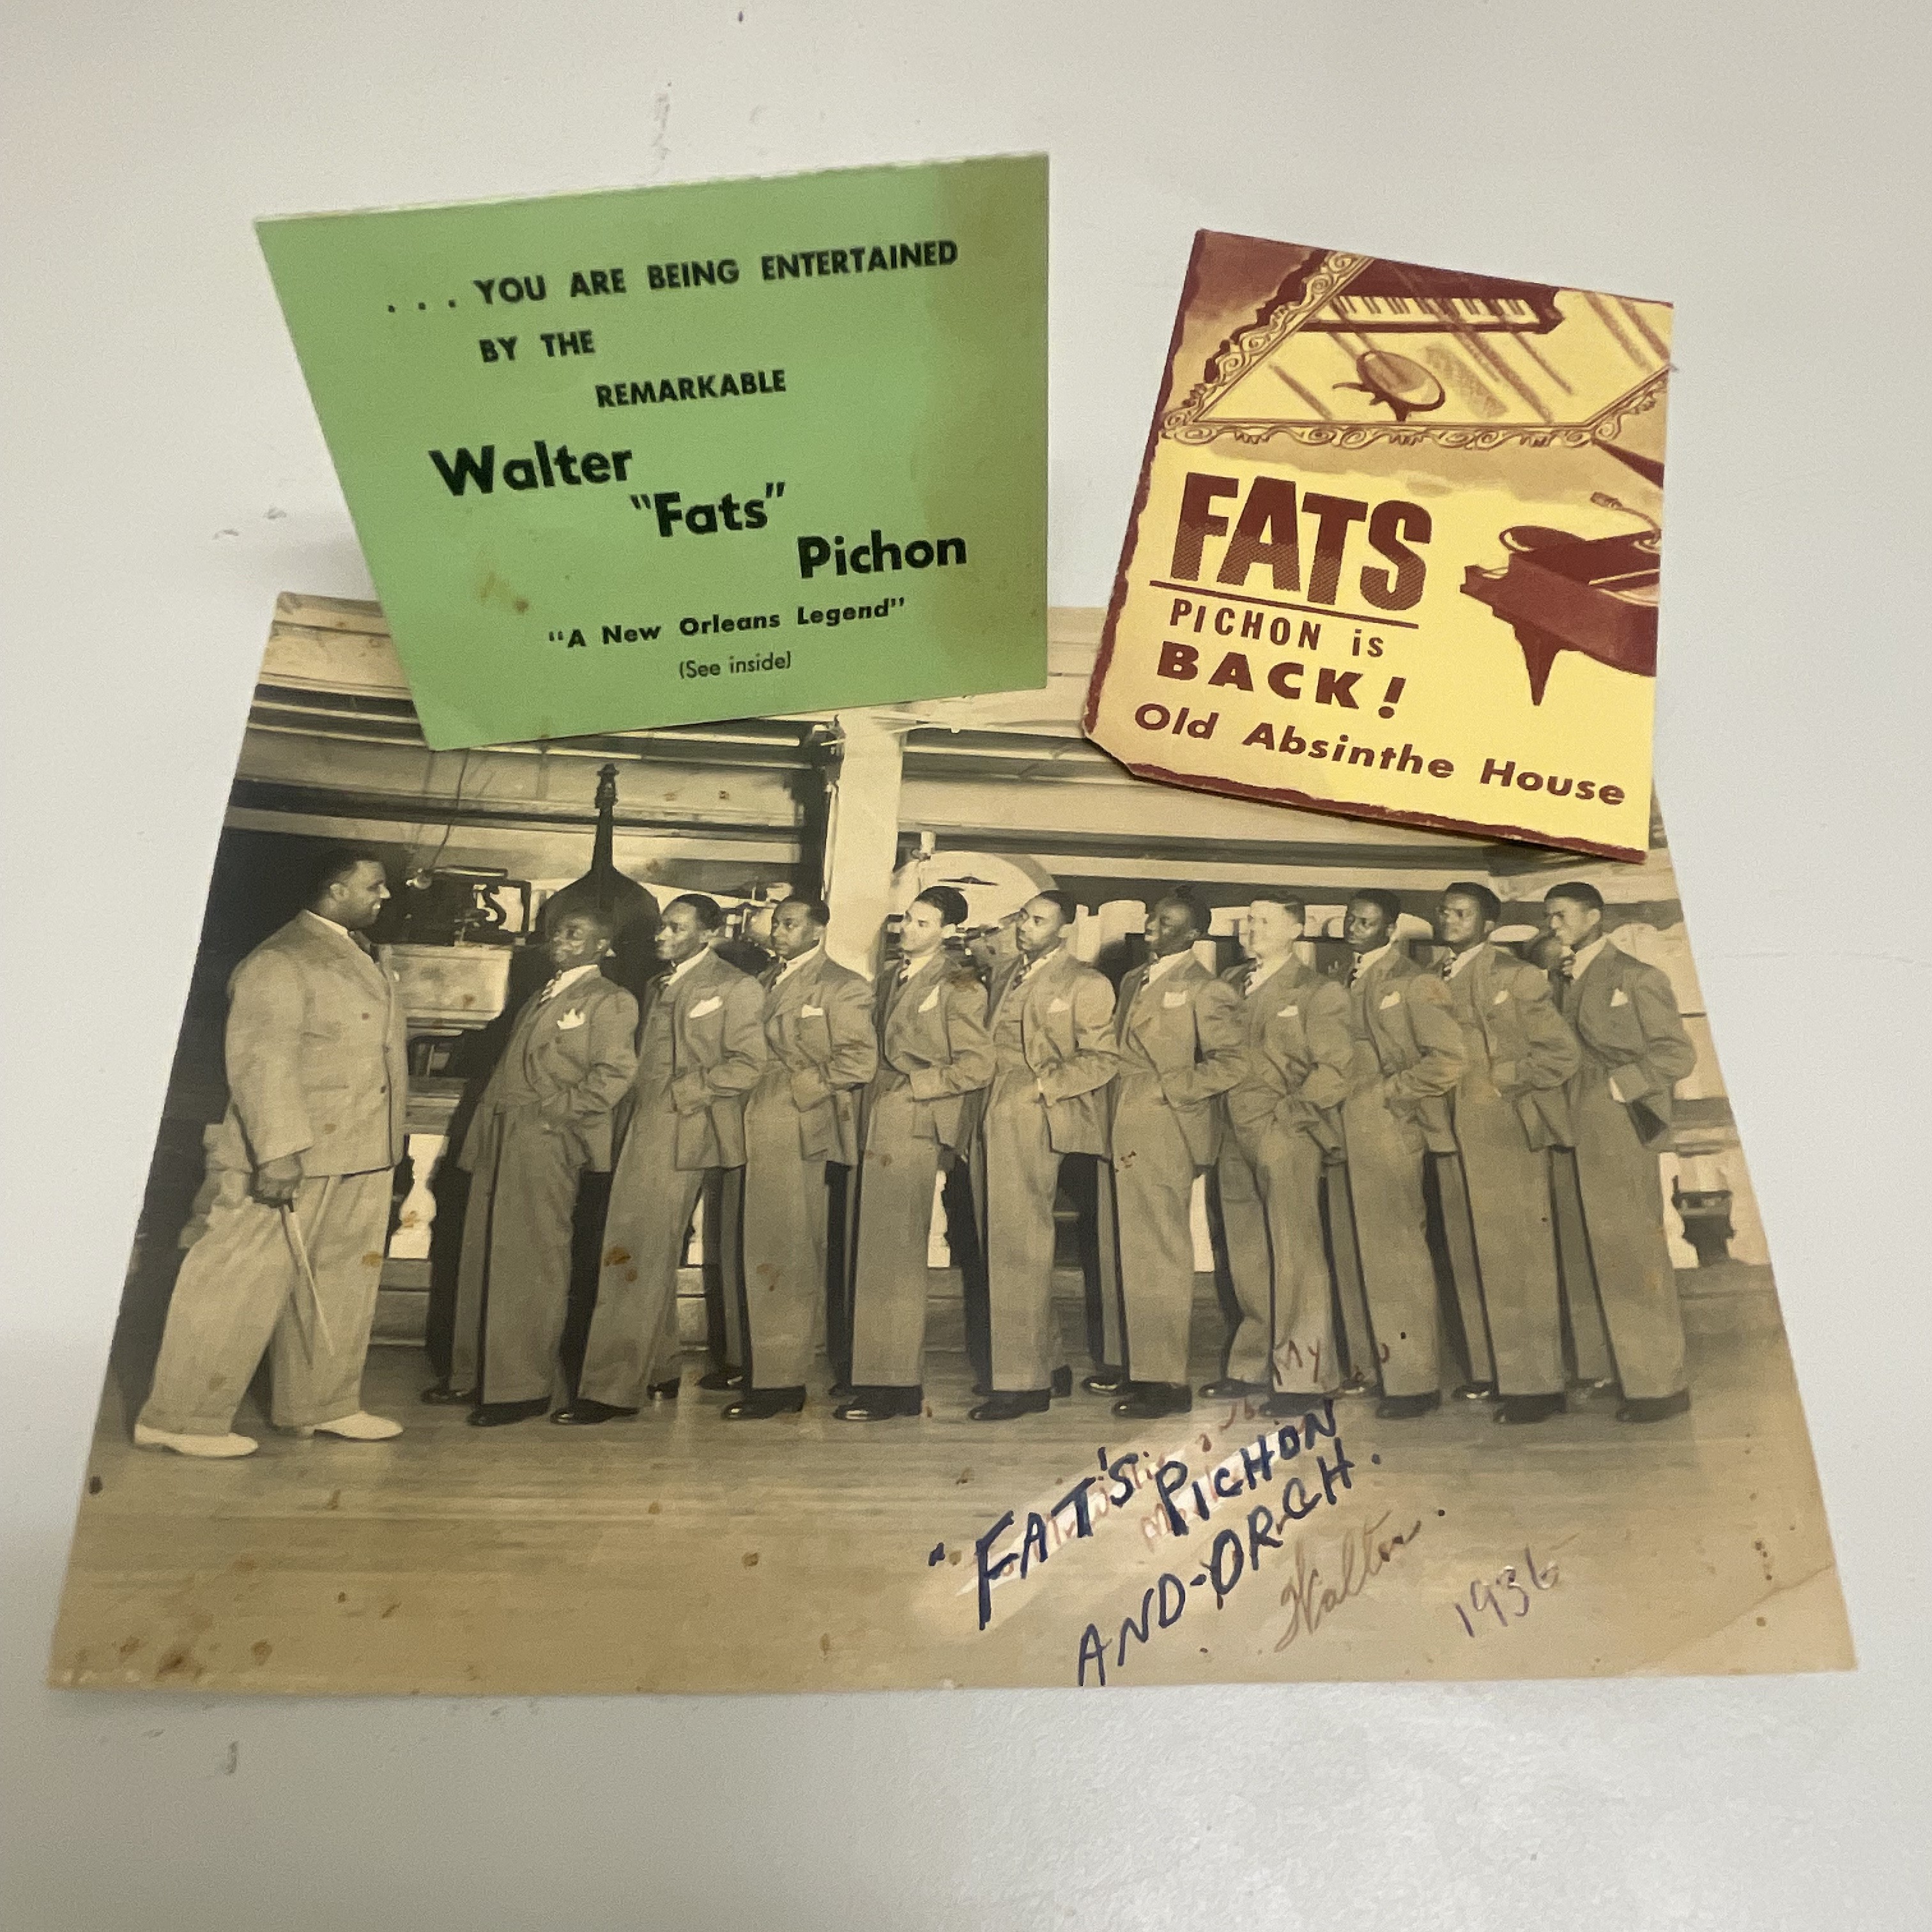 . . . YOU ARE BEING ENTERTAINED
BY THE
REMARKABLE
Walter
"Fats"
Pichon
"A New Orleans Legend"
(See inside)
FATS
PICHON is
BACK!
Old Absinthe House
My
"FAT'S PICHON
AND-ORCH.
Walter.
1936